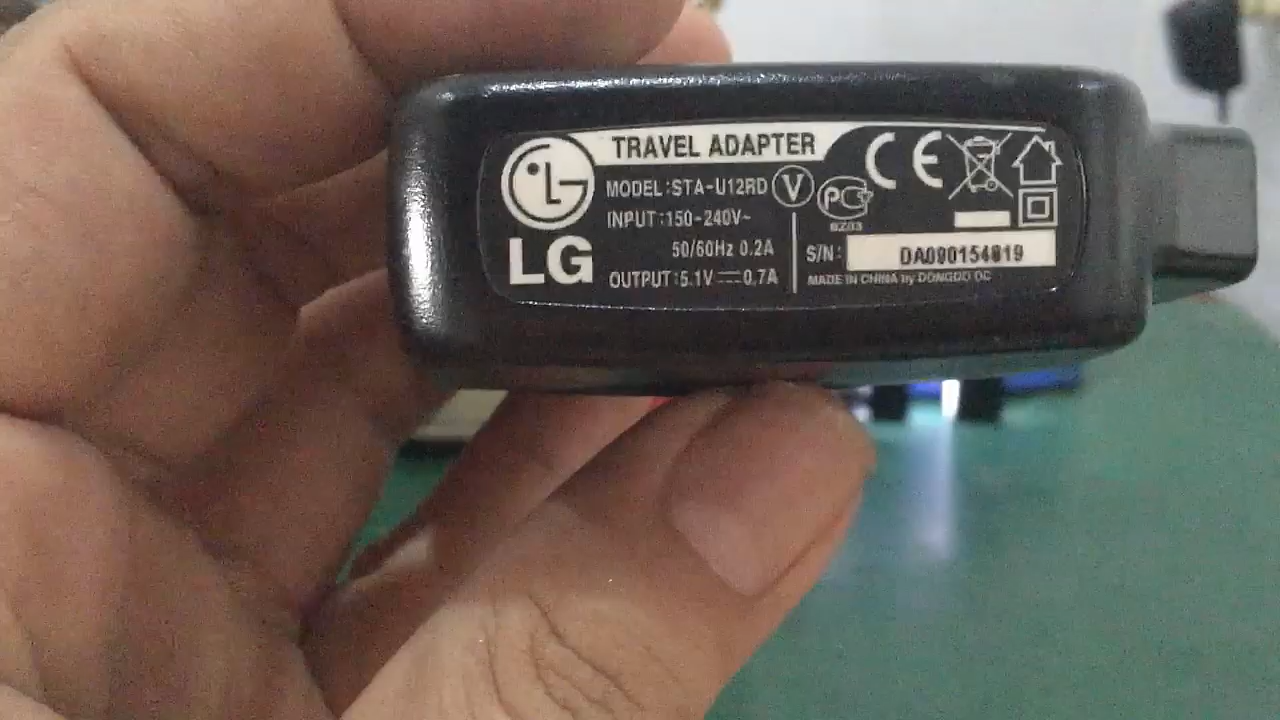 TRAVEL ADAPTER
LG
MODEL:STA-U12RD
V
INPUT:150-240V~
50/60Hz 0.2A
OUTPUT:5.1V⎓0.7A
CE
S/N: DA090154819
MADE IN CHINA by DONGDO DC